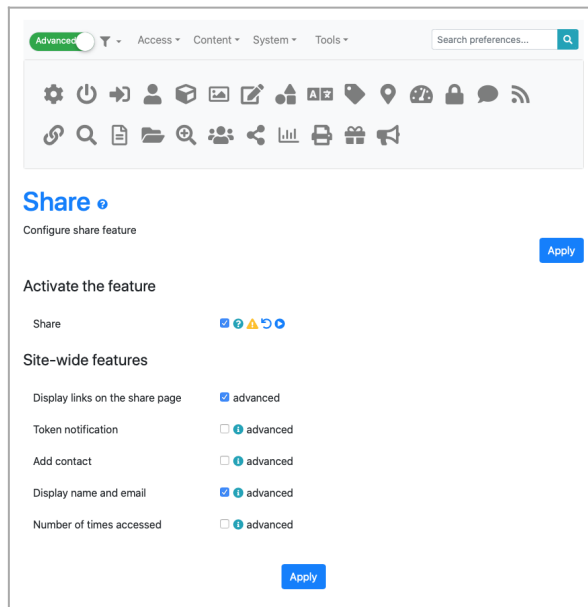 Advanced Access Content System Tools Search preferences...
Share
Configure share feature
Apply
Activate the feature
Share
Site-wide features
Display links on the share page advanced
Token notification advanced
Add contact advanced
Display name and email advanced
Number of times accessed advanced
Apply